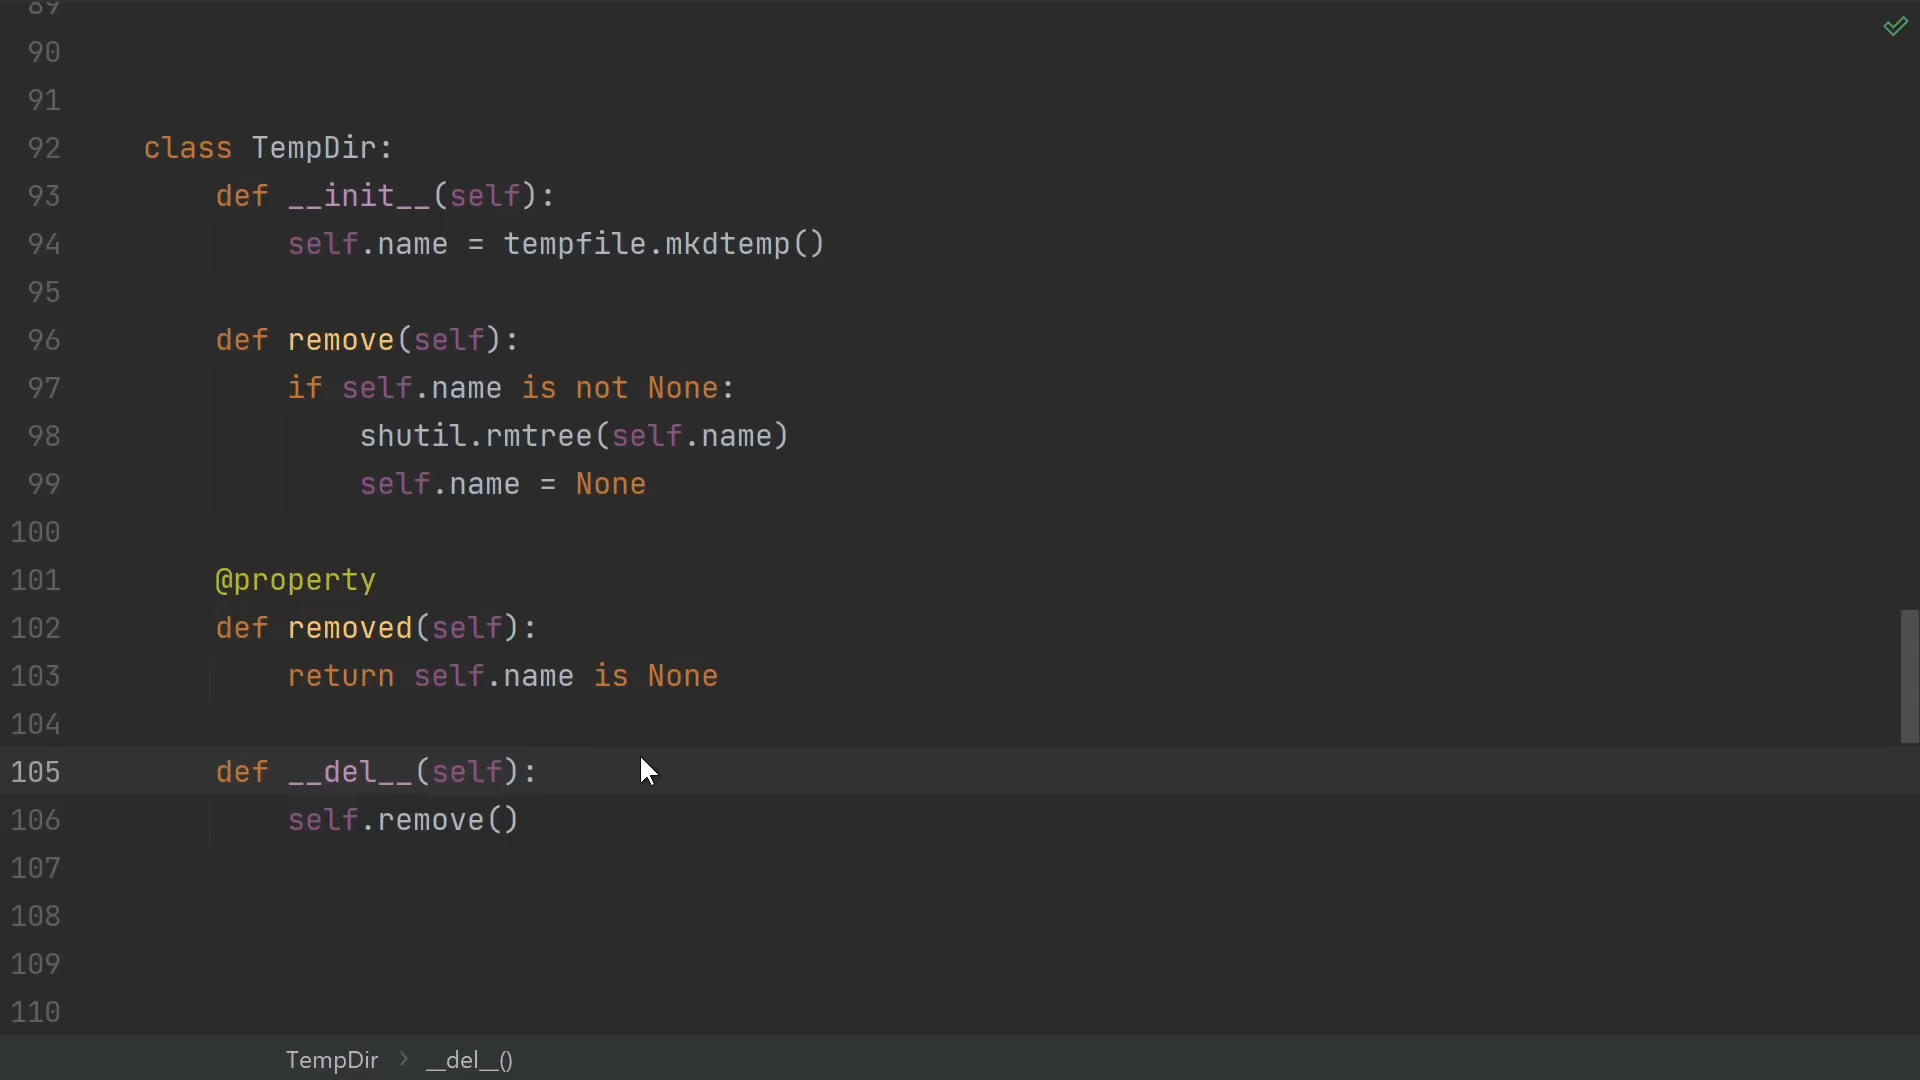 89
90
91
92 class TempDir:
93 def __init__(self):
94 self.name = tempfile.mkdtemp()
95
96 def remove(self):
97 if self.name is not None:
98 shutil.rmtree(self.name)
99 self.name = None
100
101 @property
102 def removed(self):
103 return self.name is None
104
105 def __del__(self):
106 self.remove()
107
108
109
110
TempDir > __del__()